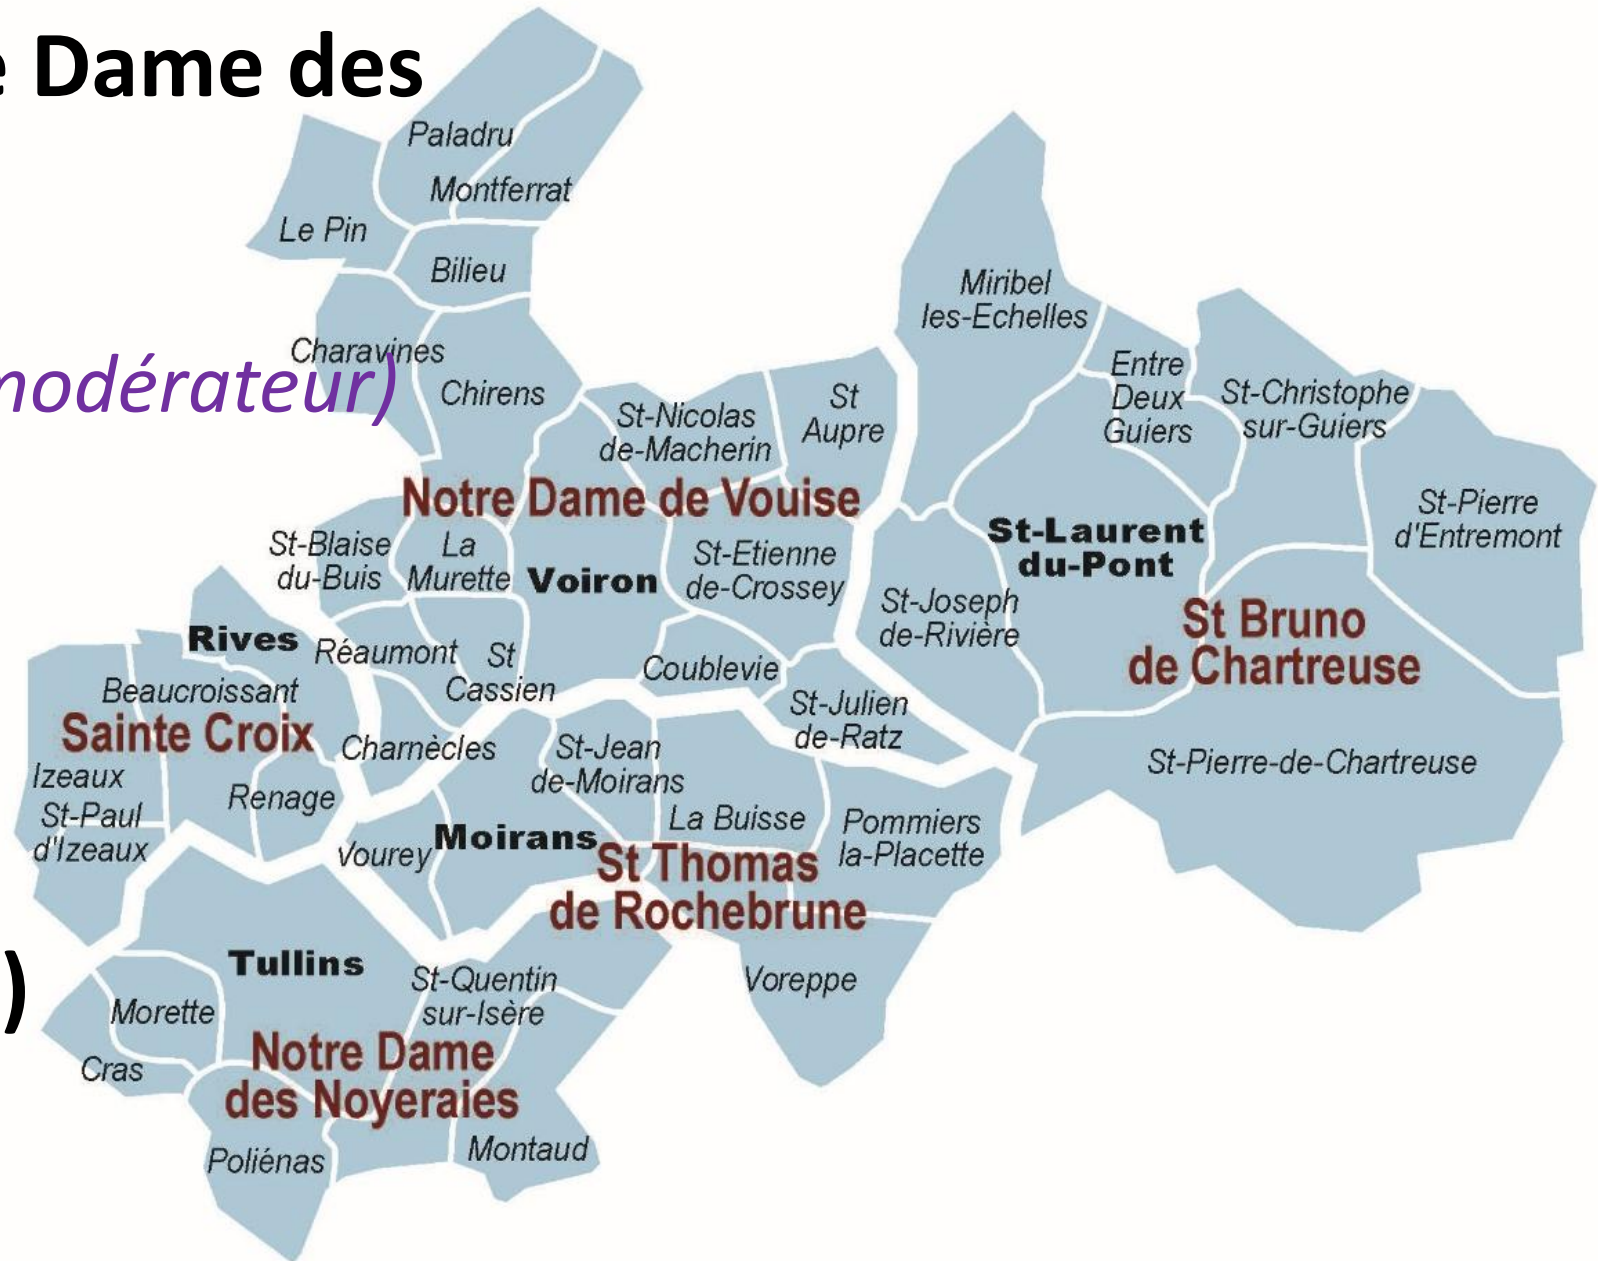 e Dame des
Paladru
Montferrat
Le Pin
Bilieu
Miribel
les-Echelles
Charavines
modérateur)
Chirens
Entre
Deux
Guiers
St-Christophe
sur-Guiers
St-Nicolas
de-Macherin
St
Aupre
Notre Dame de Vouise
St-Pierre
d'Entremont
St-Laurent
du-Pont
St-Blaise
du-Buis
La
Murette
Voiron
St-Etienne
de-Crossey
St-Joseph
de-Rivière
St Bruno
de Chartreuse
Rives
Réaumont
St
Cassien
Coublevie
Beaucroissant
Sainte Croix
St-Julien
de-Ratz
Charnècles
St-Jean
de-Moirans
St-Pierre-de-Chartreuse
Izeaux
St-Paul
d'Izeaux
Renage
La Buisse
Pommiers
la-Placette
Vourey
Moirans
St Thomas
de Rochebrune
Tullins
)
St-Quentin
sur-Isère
Voreppe
Morette
Cras
Notre Dame
des Noyeraies
Poliénas
Montaud